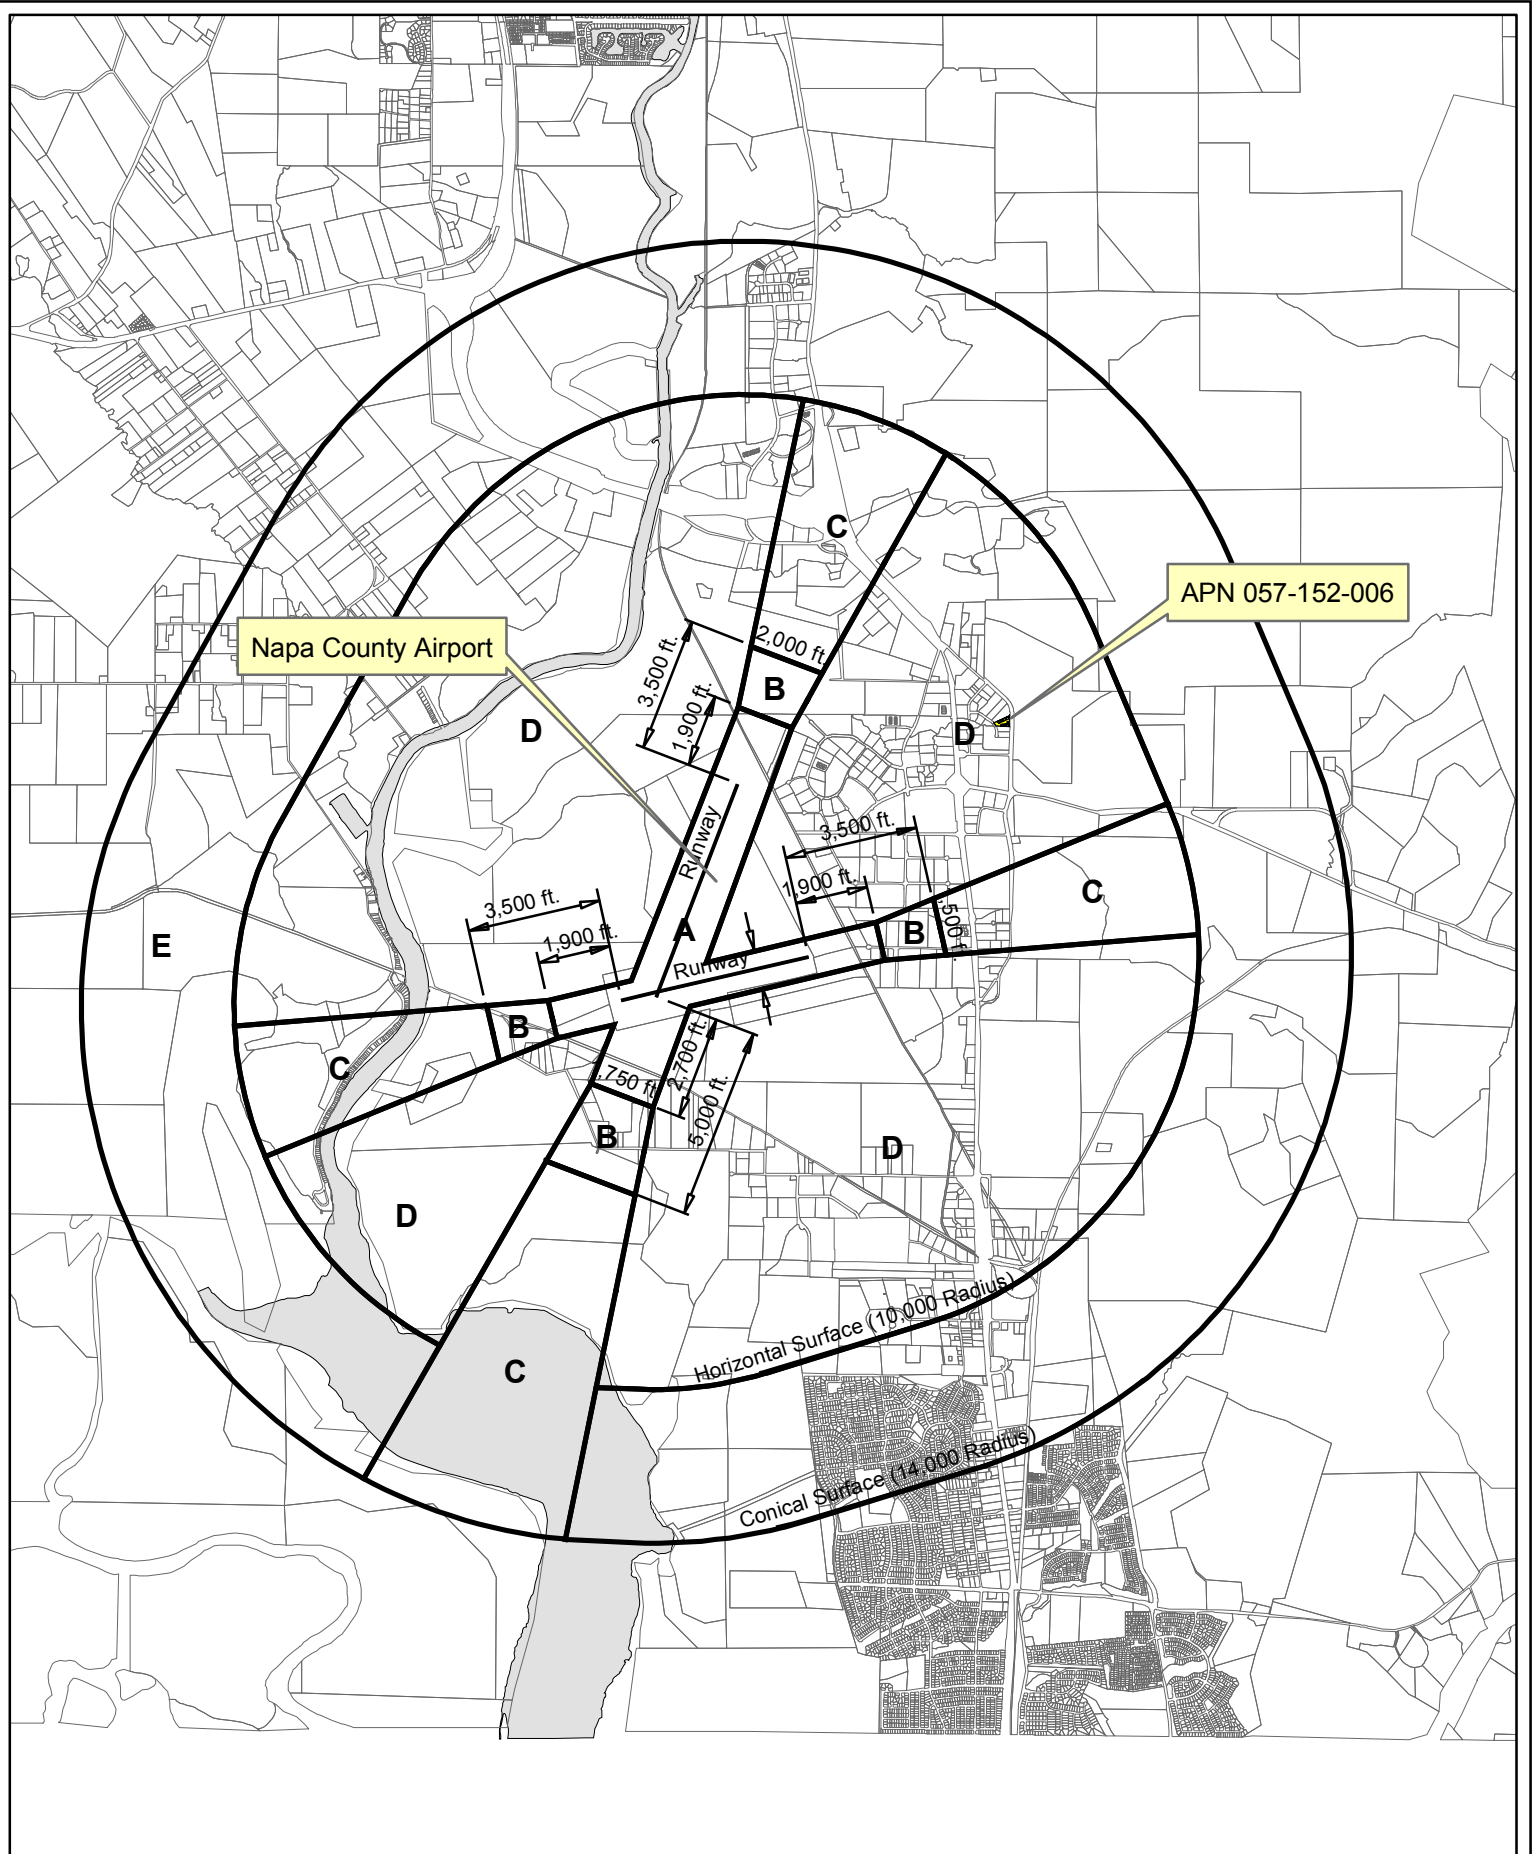 C
APN 057-152-006
Napa County Airport
2,000 ft.
3,500 ft.
B
1,900 ft.
D
D
Runway
3,500 ft.
1,900 ft.
C
3,500 ft.
1,900 ft.
A
B
,500 ft.
E
Runway
B
C
2,700 ft.
,750 ft
5,000 ft.
B
D
D
Horizontal Surface (10,000 Radius)
C
Conical Surface (14,000 Radius)